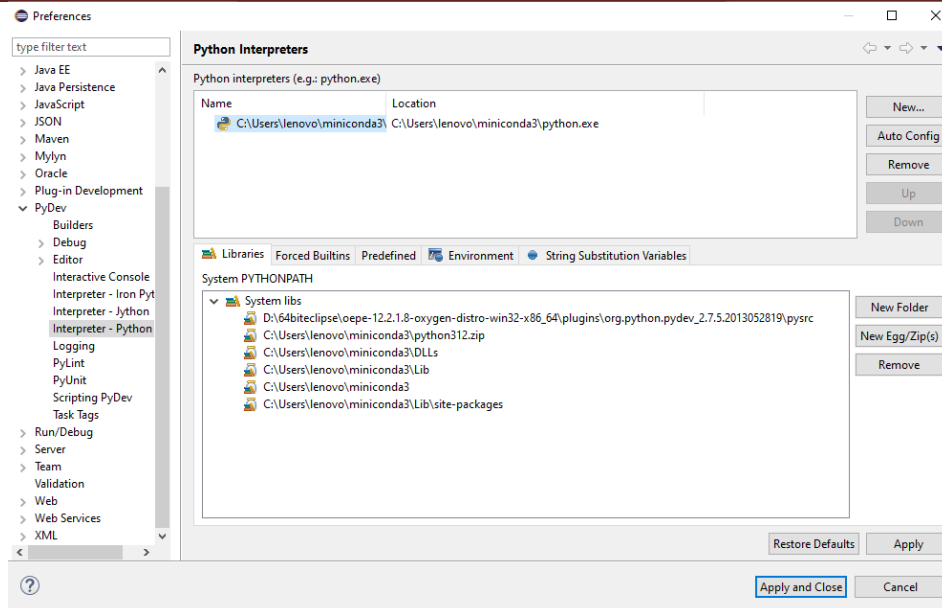 Preferences
type filter text
Java EE
Java Persistence
JavaScript
JSON
Maven
Mylyn
Oracle
Plug-in Development
PyDev
Builders
Debug
Editor
Interactive Console
Interpreter - Iron Pyt
Interpreter - Jython
Interpreter - Python
Logging
PyLint
PyUnit
Scripting PyDev
Task Tags
Run/Debug
Server
Team
Validation
Web
Web Services
XML
Python Interpreters
Python interpreters (e.g.: python.exe)
Name Location
C:\Users\lenovo\miniconda3\ C:\Users\lenovo\miniconda3\python.exe
New...
Auto Config
Remove
Up
Down
Libraries Forced Builtins Predefined Environment String Substitution Variables
System PYTHONPATH
System libs
D:\64biteclipse\oepe-12.2.1.8-oxygen-distro-win32-x86_64\plugins\org.python.pydev_2.7.5.2013052819\pysrc
C:\Users\lenovo\miniconda3\python312.zip
C:\Users\lenovo\miniconda3\DLLs
C:\Users\lenovo\miniconda3\Lib
C:\Users\lenovo\miniconda3
C:\Users\lenovo\miniconda3\Lib\site-packages
New Folder
New Egg/Zip(s)
Remove
Restore Defaults Apply
Apply and Close Cancel